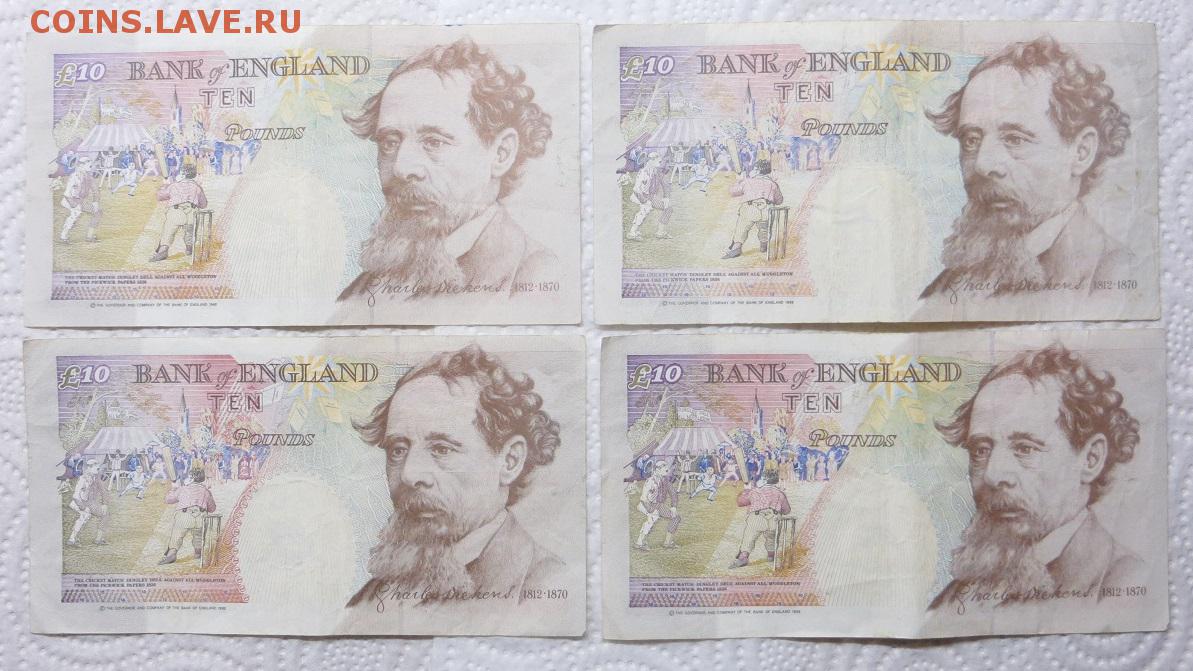 COINS.LAVE.RU
£10 BANK of ENGLAND
TEN
POUNDS
THE CRICKET MATCH DINGLEY DELL AGAINST ALL MUGGLETON
FROM THE PICKWICK PAPERS 1836
Charles Dickens. 1812-1870
© THE GOVERNOR AND COMPANY OF THE BANK OF ENGLAND
£10 BANK of ENGLAND
TEN
POUNDS
THE CRICKET MATCH DINGLEY DELL AGAINST ALL MUGGLETON
FROM THE PICKWICK PAPERS 1836
Charles Dickens. 1812-1870
© THE GOVERNOR AND COMPANY OF THE BANK OF ENGLAND
£10 BANK of ENGLAND
TEN
POUNDS
THE CRICKET MATCH DINGLEY DELL AGAINST ALL MUGGLETON
FROM THE PICKWICK PAPERS 1836
Charles Dickens. 1812-1870
© THE GOVERNOR AND COMPANY OF THE BANK OF ENGLAND
£10 BANK of ENGLAND
TEN
POUNDS
THE CRICKET MATCH DINGLEY DELL AGAINST ALL MUGGLETON
FROM THE PICKWICK PAPERS 1836
Charles Dickens. 1812-1870
© THE GOVERNOR AND COMPANY OF THE BANK OF ENGLAND